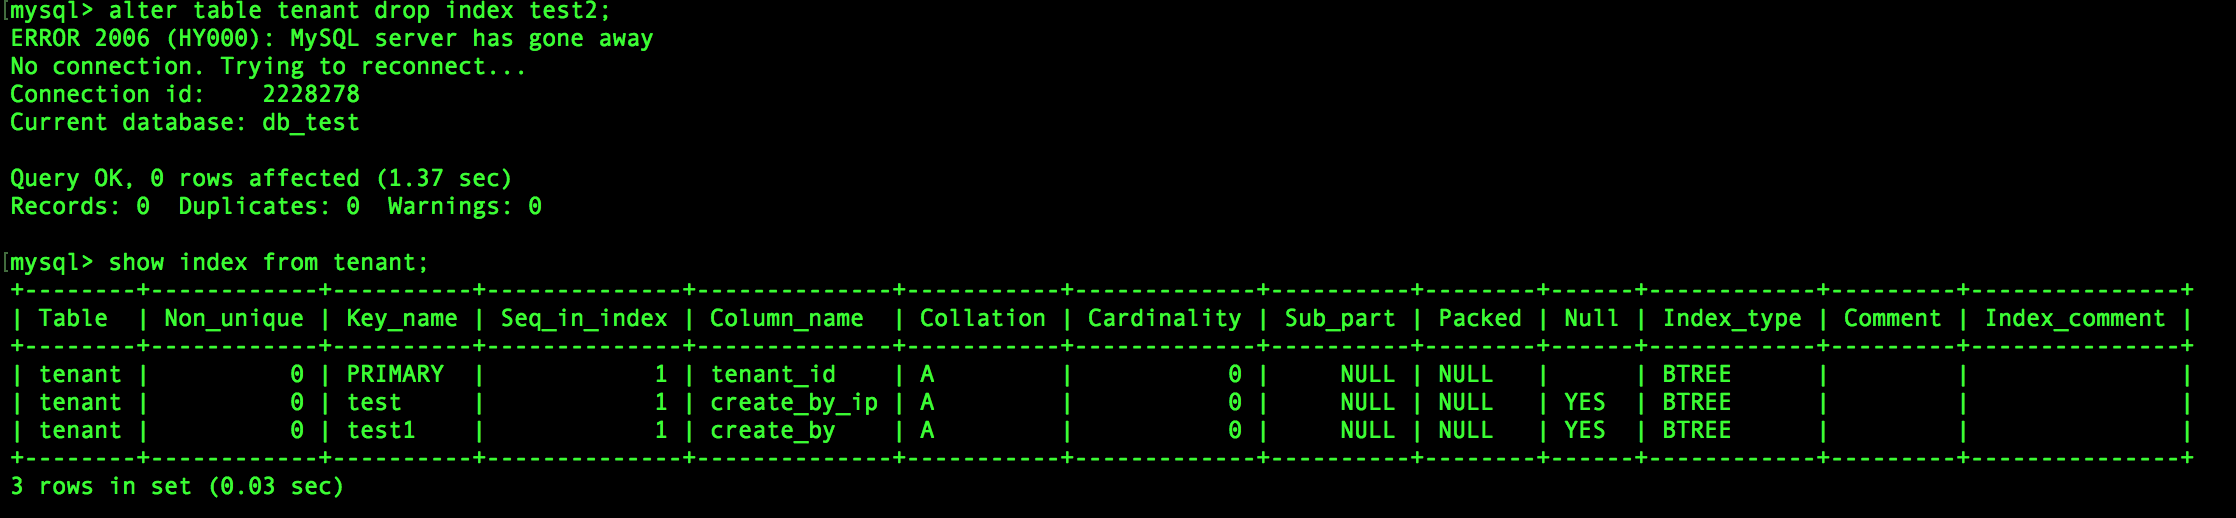 [mysql> alter table tenant drop index test2;
ERROR 2006 (HY000): MySQL server has gone away
No connection. Trying to reconnect...
Connection id:    2228278
Current database: db_test

Query OK, 0 rows affected (1.37 sec)
Records: 0  Duplicates: 0  Warnings: 0

[mysql> show index from tenant;
+--------+------------+----------+--------------+-------------+-----------+-------------+----------+--------+------+------------+---------+---------------+
| Table  | Non_unique | Key_name | Seq_in_index | Column_name  | Collation | Cardinality | Sub_part | Packed | Null | Index_type | Comment | Index_comment |
+--------+------------+----------+--------------+--------------+-----------+-------------+----------+--------+------+------------+---------+---------------+
| tenant |          0 | PRIMARY  |            1 | tenant_id    | A         |           0 |     NULL | NULL   |      | BTREE      |         |               |
| tenant |          0 | test     |            1 | create_by_ip | A         |           0 |     NULL | NULL   | YES  | BTREE      |         |               |
| tenant |          0 | test1    |            1 | create_by    | A         |           0 |     NULL | NULL   | YES  | BTREE      |         |               |
+--------+------------+----------+--------------+--------------+-----------+-------------+----------+--------+------+------------+---------+---------------+
3 rows in set (0.03 sec)